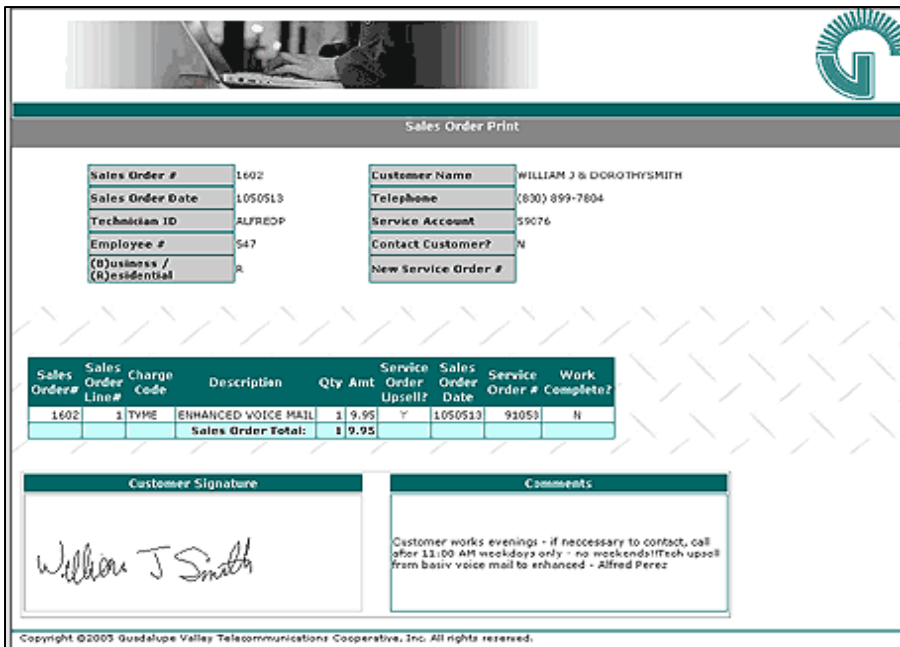 Sales Order Print
Sales Order # 1602
Sales Order Date 1050513
Technician ID ALFREDP
Employee # 547
(B)usiness /
(R)esidential R
Customer Name WILLIAM J & DOROTHYSMITH
Telephone (830) 899-7804
Service Account 59076
Contact Customer? N
New Service Order #
Sales Order# Sales Order Line# Charge Code Description Qty Amt Service Order Upsell? Sales Order Date Service Order # Work Complete?
1602 1 TVME ENHANCED VOICE MAIL 1 9.95 Y 1050513 91053 N
Sales Order Total: 1 9.95
Customer Signature
William J Smith
Comments
Customer works evenings - if neccessary to contact, call
after 11:00 AM weekdays only - no weekends!!Tech upsell
from basiv voice mail to enhanced - Alfred Perez
Copyright ©2005 Guadalupe Valley Telecommunications Cooperative, Inc. All rights reserved.